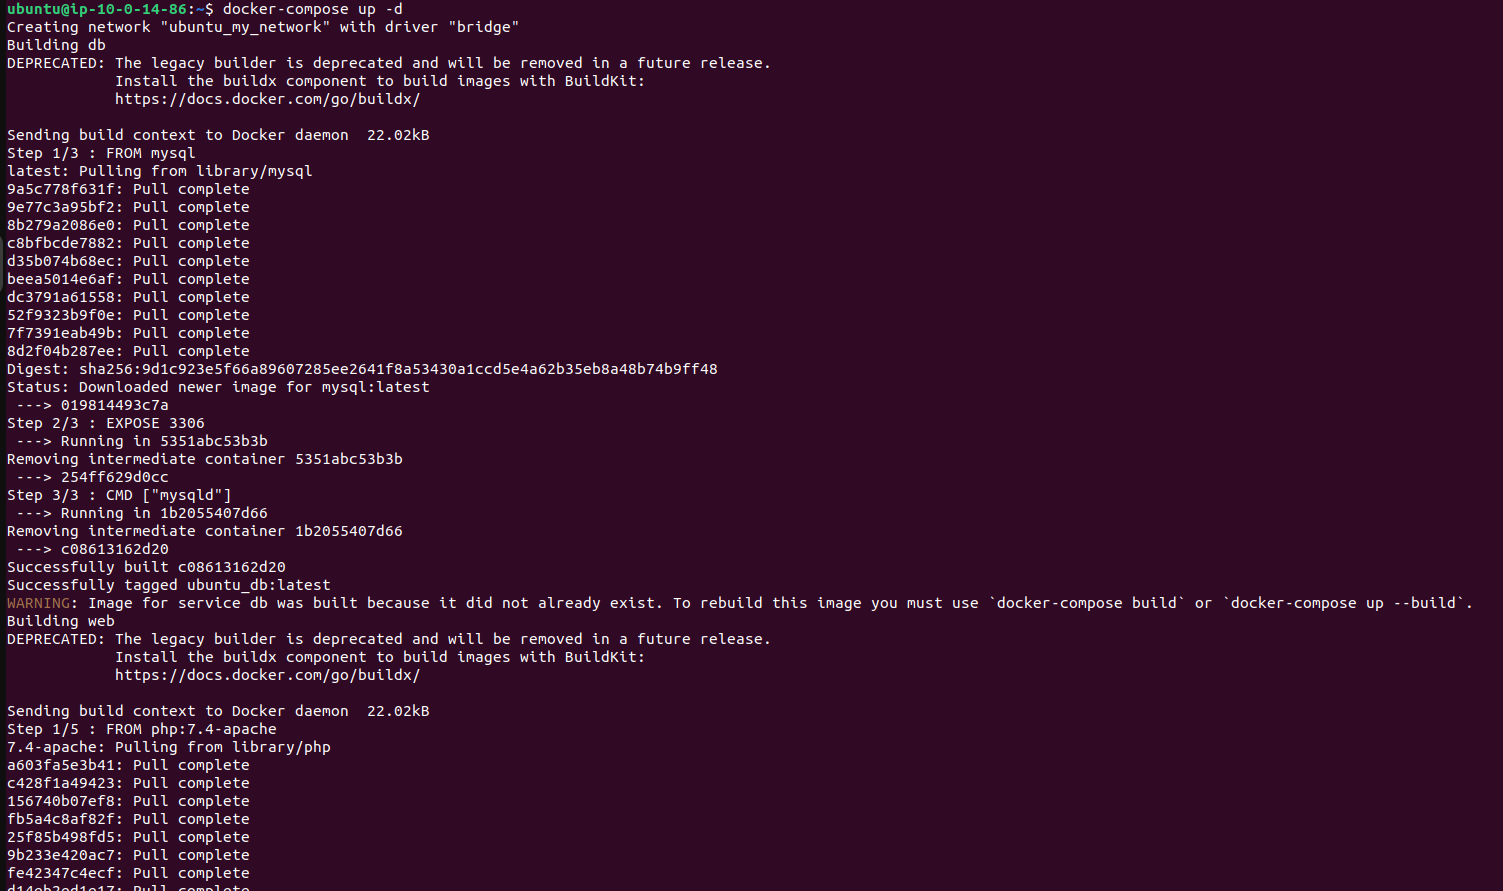 ubuntu@ip-10-0-14-86:~$ docker-compose up -d
Creating network "ubuntu_my_network" with driver "bridge"
Building db
DEPRECATED: The legacy builder is deprecated and will be removed in a future release.
            Install the buildx component to build images with BuildKit:
            https://docs.docker.com/go/buildx/

Sending build context to Docker daemon  22.02kB
Step 1/3 : FROM mysql
latest: Pulling from library/mysql
9a5c778f631f: Pull complete
9e77c3a95bf2: Pull complete
8b279a2086e0: Pull complete
c8bfbcde7882: Pull complete
d35b074b68ec: Pull complete
beea5014e6af: Pull complete
dc3791a61558: Pull complete
52f9323b9f0e: Pull complete
7f7391eab49b: Pull complete
8d2f04b287ee: Pull complete
Digest: sha256:9d1c923e5f66a89607285ee2641f8a53430a1ccd5e4a62b35eb8a48b74b9ff48
Status: Downloaded newer image for mysql:latest
 ---> 019814493c7a
Step 2/3 : EXPOSE 3306
 ---> Running in 5351abc53b3b
Removing intermediate container 5351abc53b3b
 ---> 254ff629d0cc
Step 3/3 : CMD ["mysqld"]
 ---> Running in 1b2055407d66
Removing intermediate container 1b2055407d66
 ---> c08613162d20
Successfully built c08613162d20
Successfully tagged ubuntu_db:latest
WARNING: Image for service db was built because it did not already exist. To rebuild this image you must use `docker-compose build` or `docker-compose up --build`.
Building web
DEPRECATED: The legacy builder is deprecated and will be removed in a future release.
            Install the buildx component to build images with BuildKit:
            https://docs.docker.com/go/buildx/

Sending build context to Docker daemon  22.02kB
Step 1/5 : FROM php:7.4-apache
7.4-apache: Pulling from library/php
a603fa5e3b41: Pull complete
c428f1a49423: Pull complete
156740b07ef8: Pull complete
fb5a4c8af82f: Pull complete
25f85b498fd5: Pull complete
9b233e420ac7: Pull complete
fe42347c4ecf: Pull complete
Pull complete